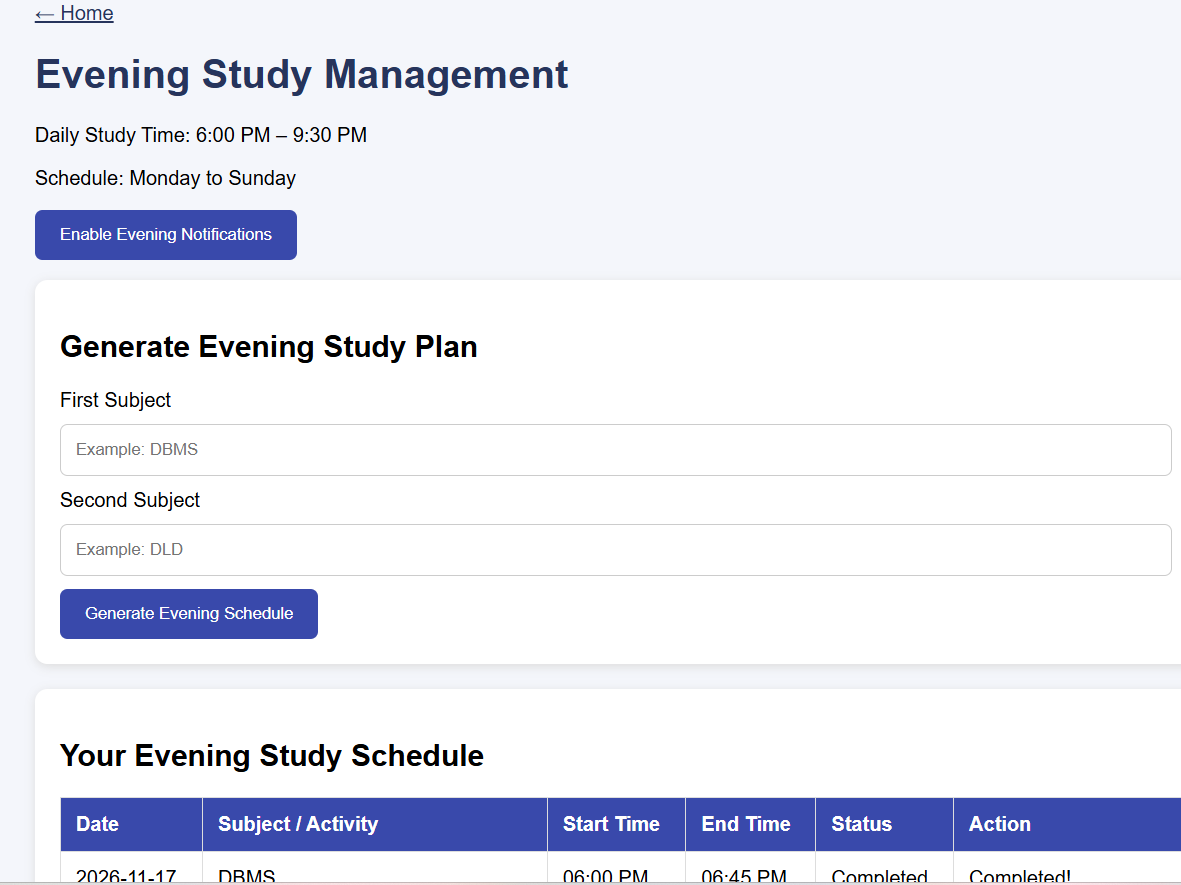 ← Home
Evening Study Management
Daily Study Time: 6:00 PM – 9:30 PM
Schedule: Monday to Sunday
Enable Evening Notifications
Generate Evening Study Plan
First Subject
Example: DBMS
Second Subject
Example: DLD
Generate Evening Schedule
Your Evening Study Schedule
Date Subject / Activity Start Time End Time Status Action
2026-11-17 DBMS 06:00 PM 06:45 PM Completed Completed!